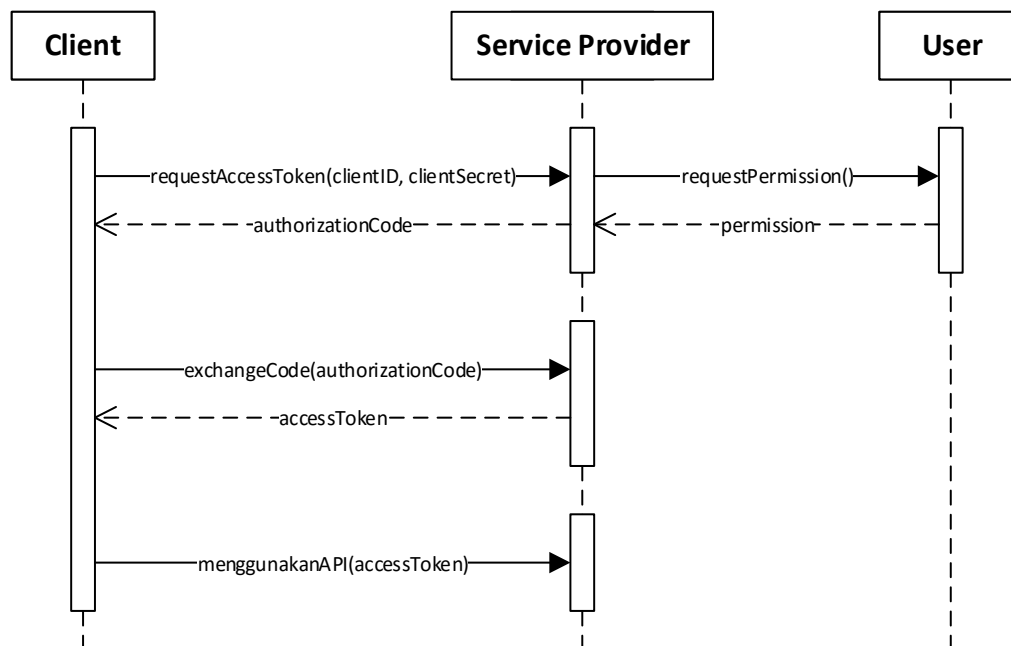 Client
Service Provider
User
requestAccessToken(clientID, clientSecret)
requestPermission()
authorizationCode
permission
exchangeCode(authorizationCode)
accessToken
menggunakanAPI(accessToken)